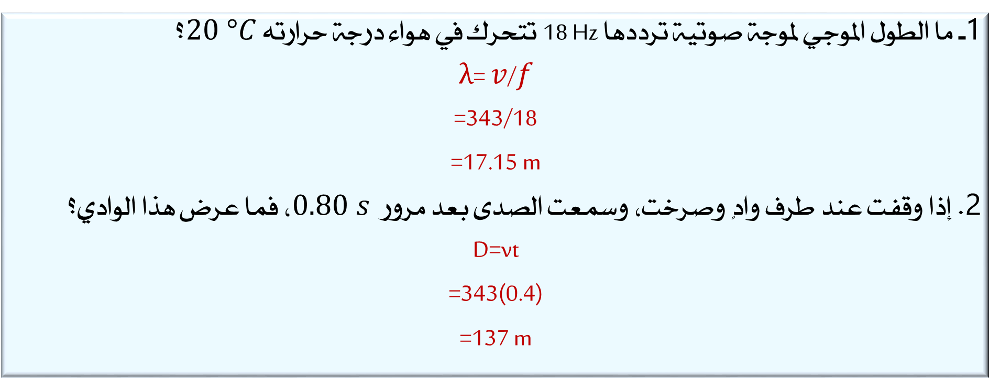 1ـ ما الطول الموجي لموجة صوتية ترددها 18 Hz تتحرك في هواء درجة حرارته 20 °C؟
λ= v/f
=343/18
=17.15 m
2. إذا وقفت عند طرف وادٍ وصرخت، وسمعت الصدى بعد مرور 0.80 s، فما عرض هذا الوادي؟
D=vt
=343(0.4)
=137 m